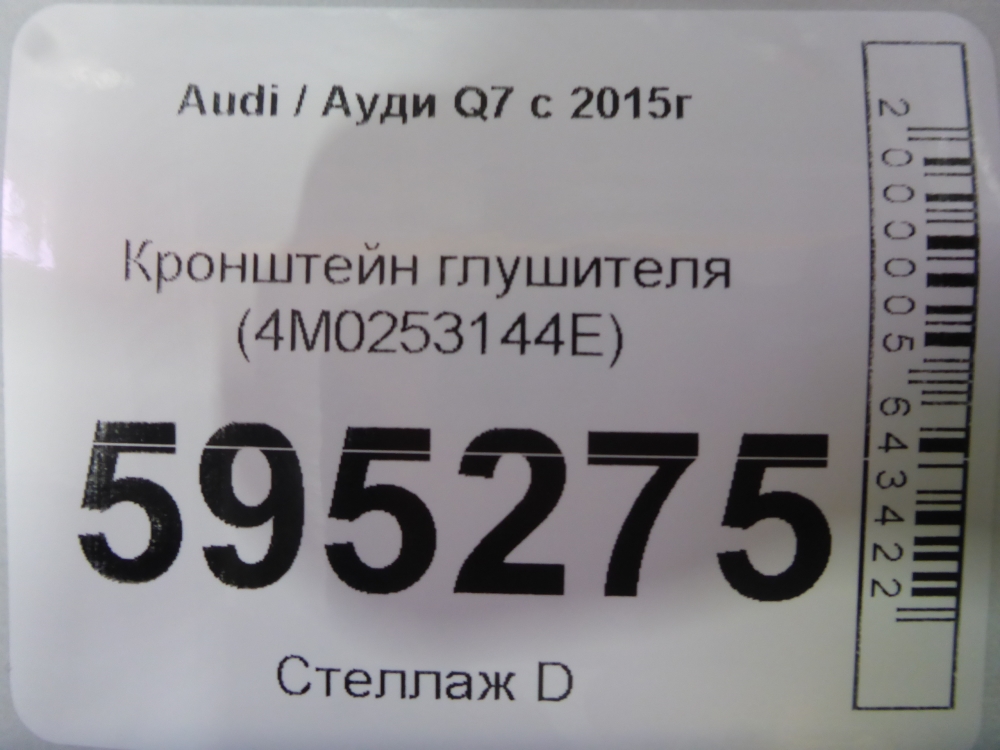 Audi / Ауди Q7 с 2015г
Кронштейн глушителя
(4M0253144E)
595275
Стеллаж D
2000005643422